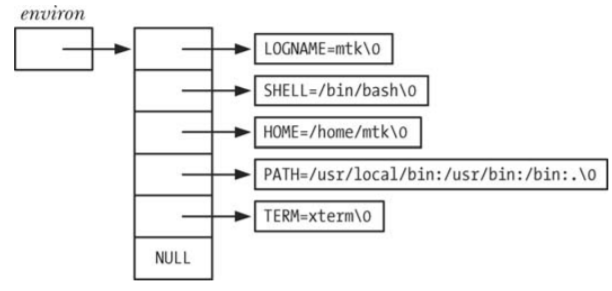 environ
LOGNAME=mtk\0
SHELL=/bin/bash\0
HOME=/home/mtk\0
PATH=/usr/local/bin:/usr/bin:/bin:.\0
TERM=xterm\0
NULL